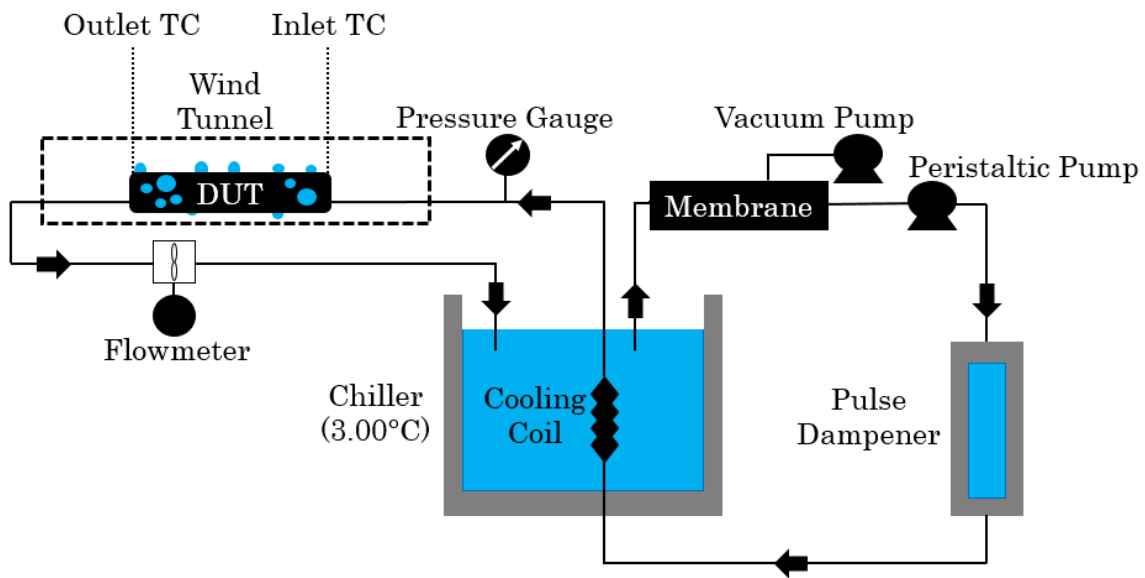 Outlet TC
Inlet TC
Wind
Tunnel
Pressure Gauge
Vacuum Pump
Peristaltic Pump
DUT
Membrane
Flowmeter
Chiller
(3.00°C)
Cooling
Coil
Pulse
Dampener